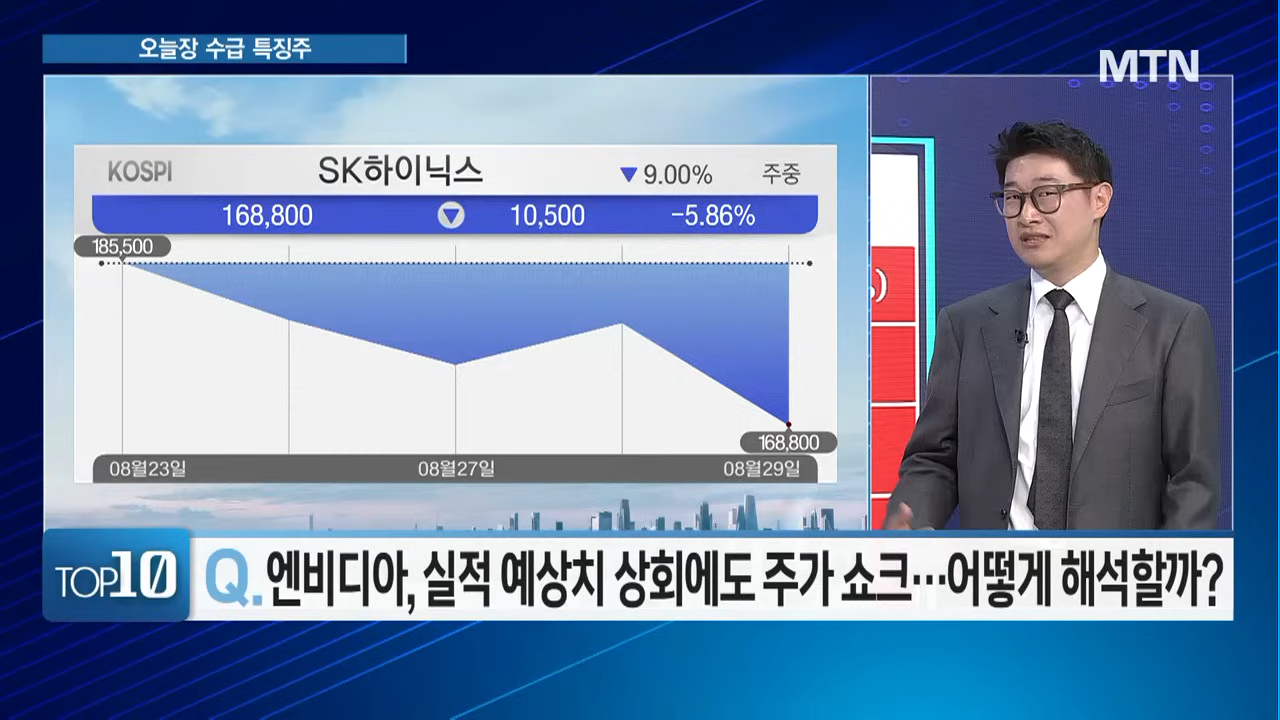 오늘장 수급 특징주
MTN
KOSPI SK하이닉스 ▼ 9.00% 주중
168,800 ▼ 10,500 -5.86%
185,500
168,800
08월23일 08월27일 08월29일
TOP10 Q. 엔비디아, 실적 예상치 상회에도 주가 쇼크…어떻게 해석할까?